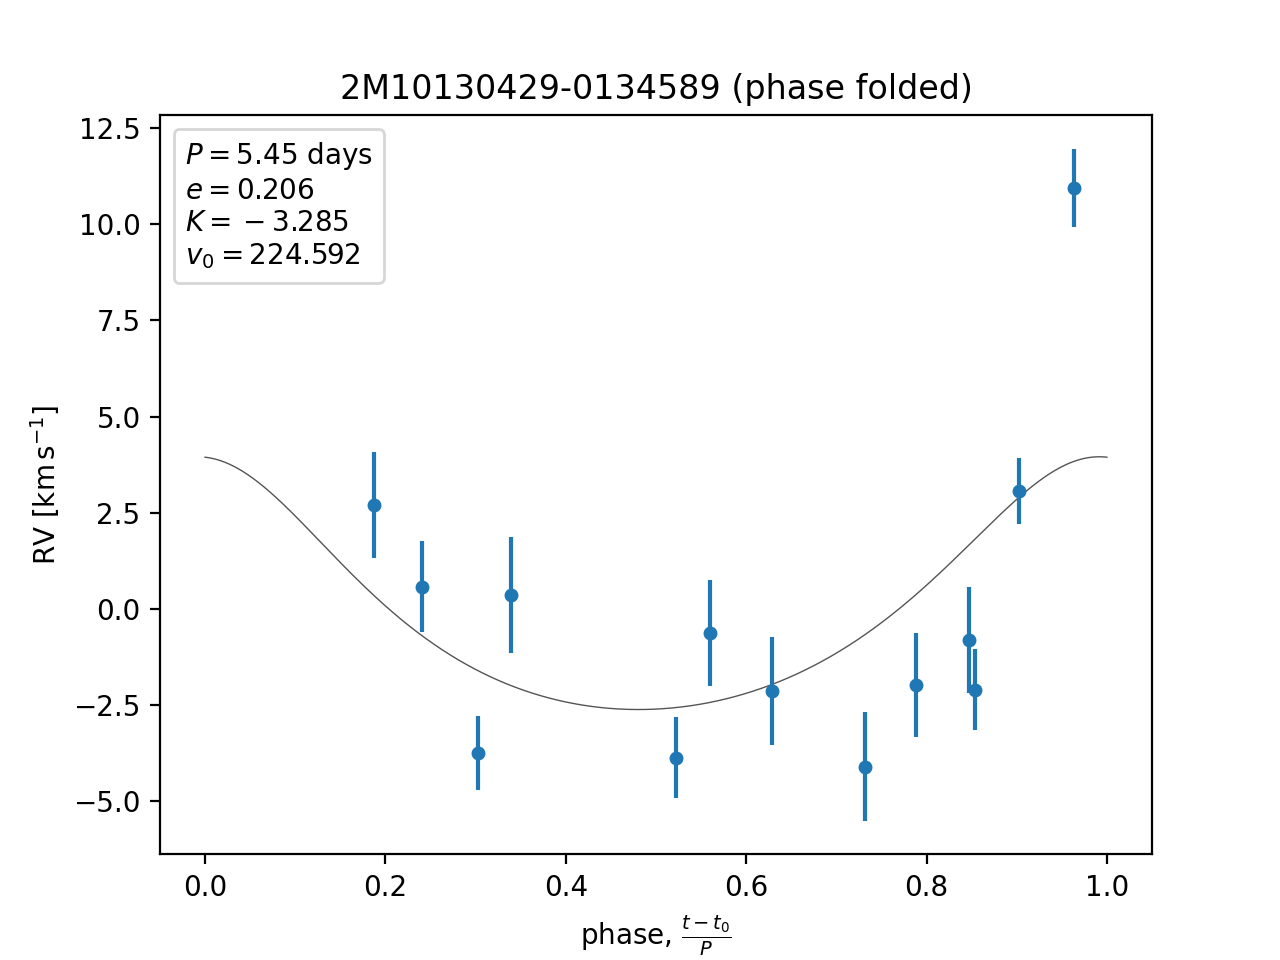 2M10130429-0134589 (phase folded)
P = 5.45 days
e = 0.206
K = −3.285
v₀ = 224.592
12.5
10.0
7.5
5.0
2.5
0.0
−2.5
−5.0
RV [km s⁻¹]
0.0 0.2 0.4 0.6 0.8 1.0
phase, (t − t₀)/P